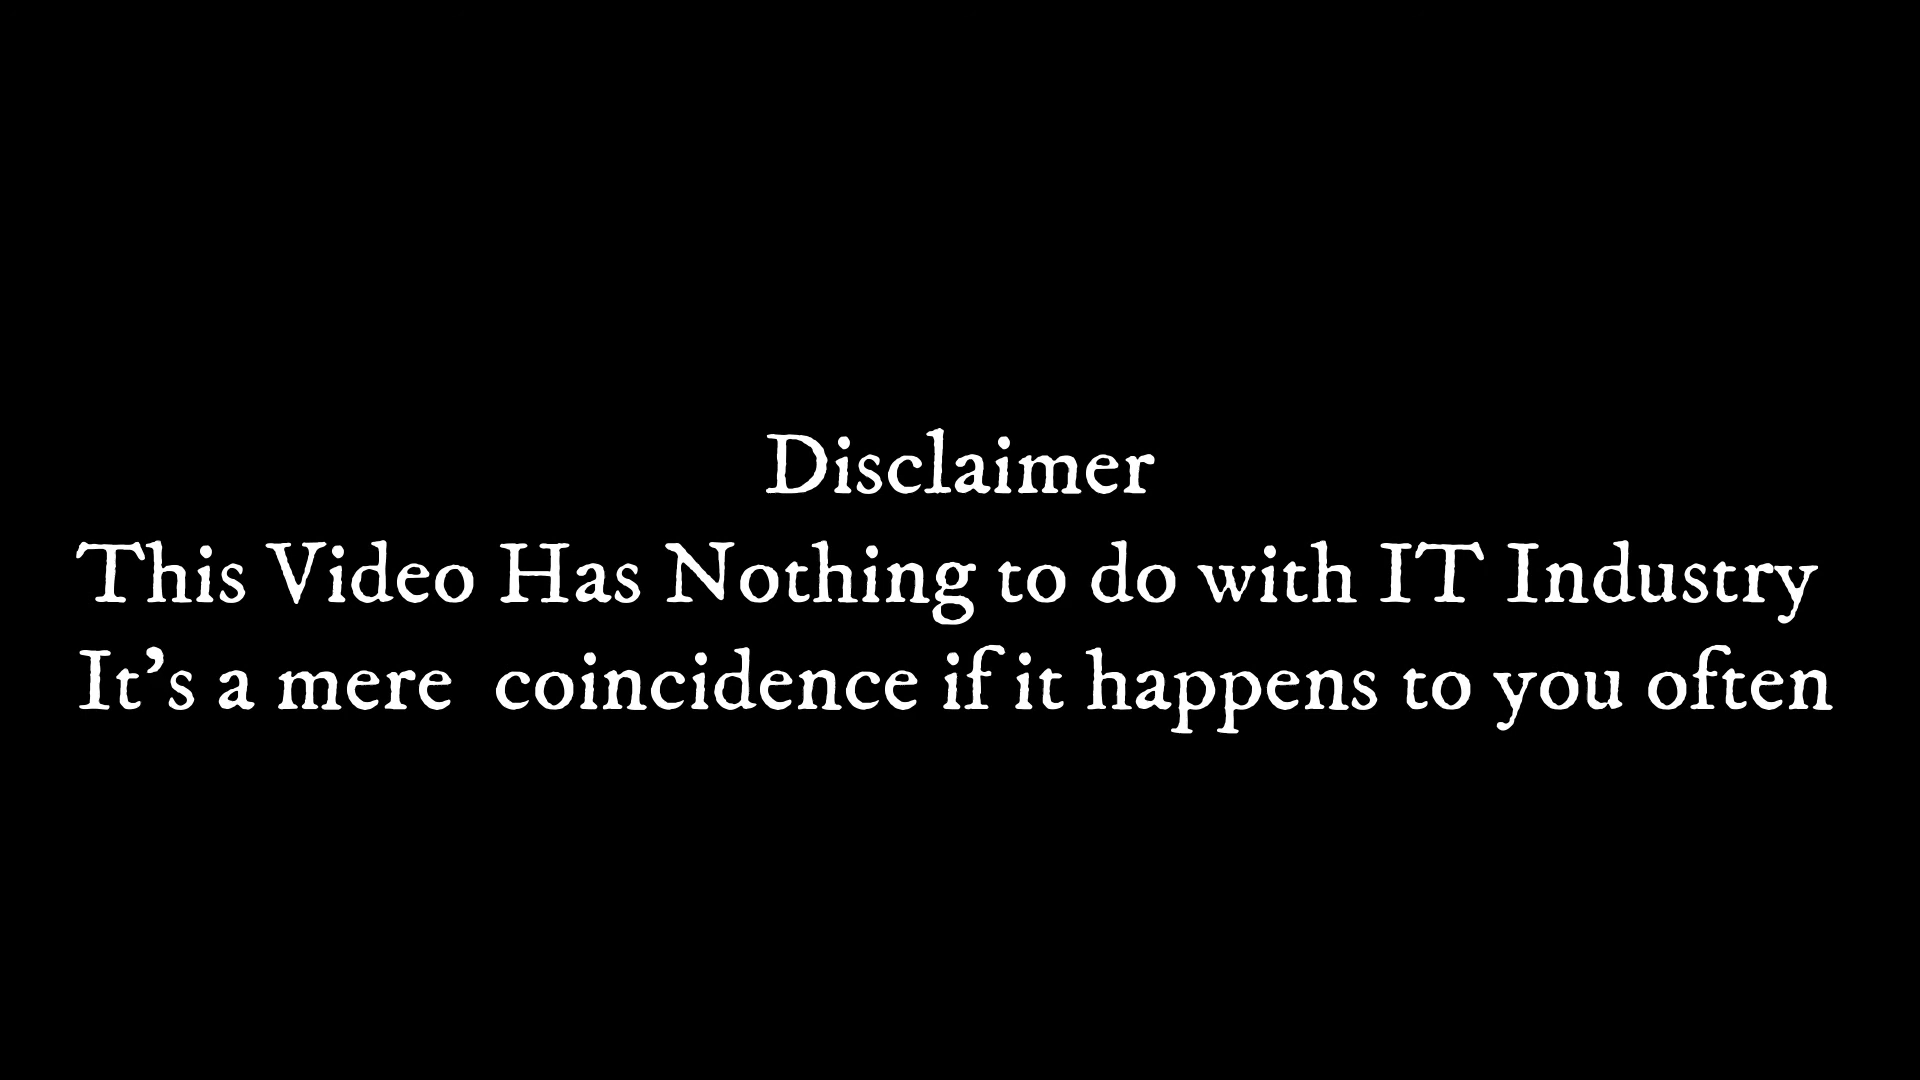 Disclaimer
This Video Has Nothing to do with IT Industry
It's a mere  coincidence if it happens to you often